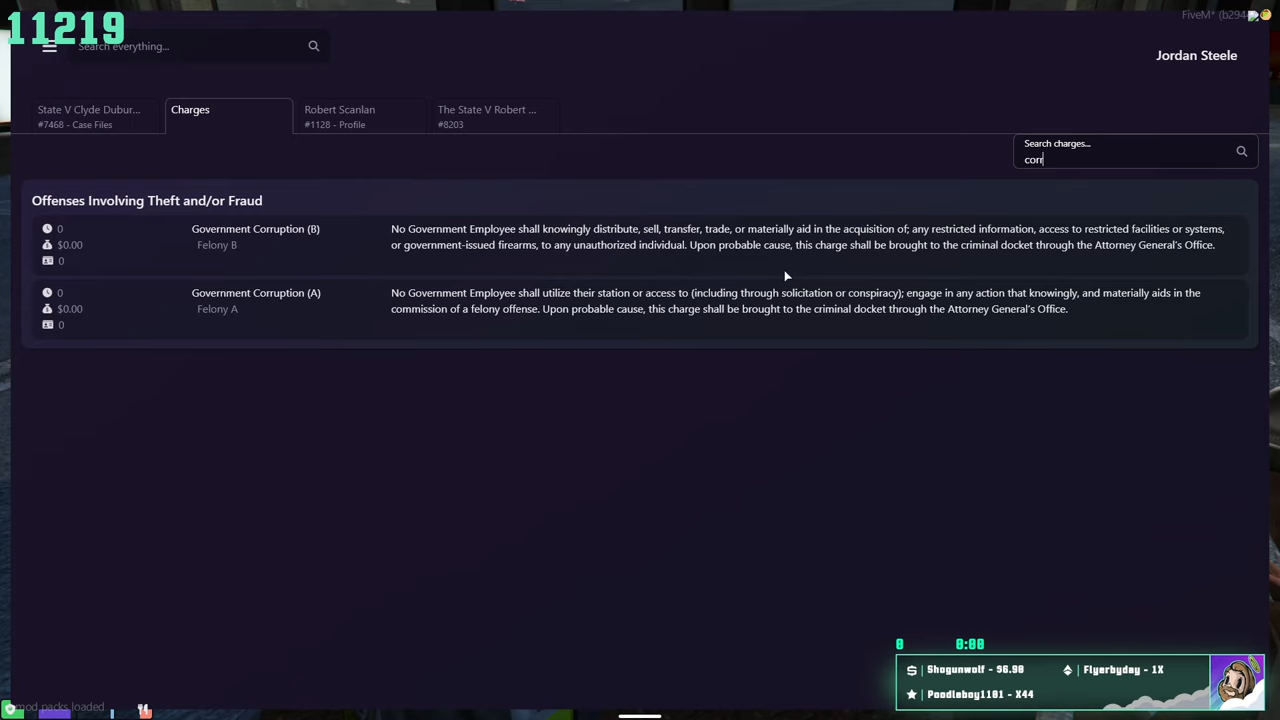 11219
FiveM* (b294
Search everything...
Jordan Steele
State V Clyde Dubur...
#7468 - Case Files
Charges
Robert Scanlan
#1128 - Profile
The State V Robert ...
#8203
Search charges...
corr
Offenses Involving Theft and/or Fraud
0
$0.00
0
Government Corruption (B)
Felony B
No Government Employee shall knowingly distribute, sell, transfer, trade, or materially aid in the acquisition of; any restricted information, access to restricted facilities or systems,
or government-issued firearms, to any unauthorized individual. Upon probable cause, this charge shall be brought to the criminal docket through the Attorney General's Office.
0
$0.00
0
Government Corruption (A)
Felony A
No Government Employee shall utilize their station or access to (including through solicitation or conspiracy); engage in any action that knowingly, and materially aids in the
commission of a felony offense. Upon probable cause, this charge shall be brought to the criminal docket through the Attorney General's Office.
0 0:00
Shogunwolf - $6.90
Flyerbyday - 1X
Poodleboy1101 - X44
mod packs loaded